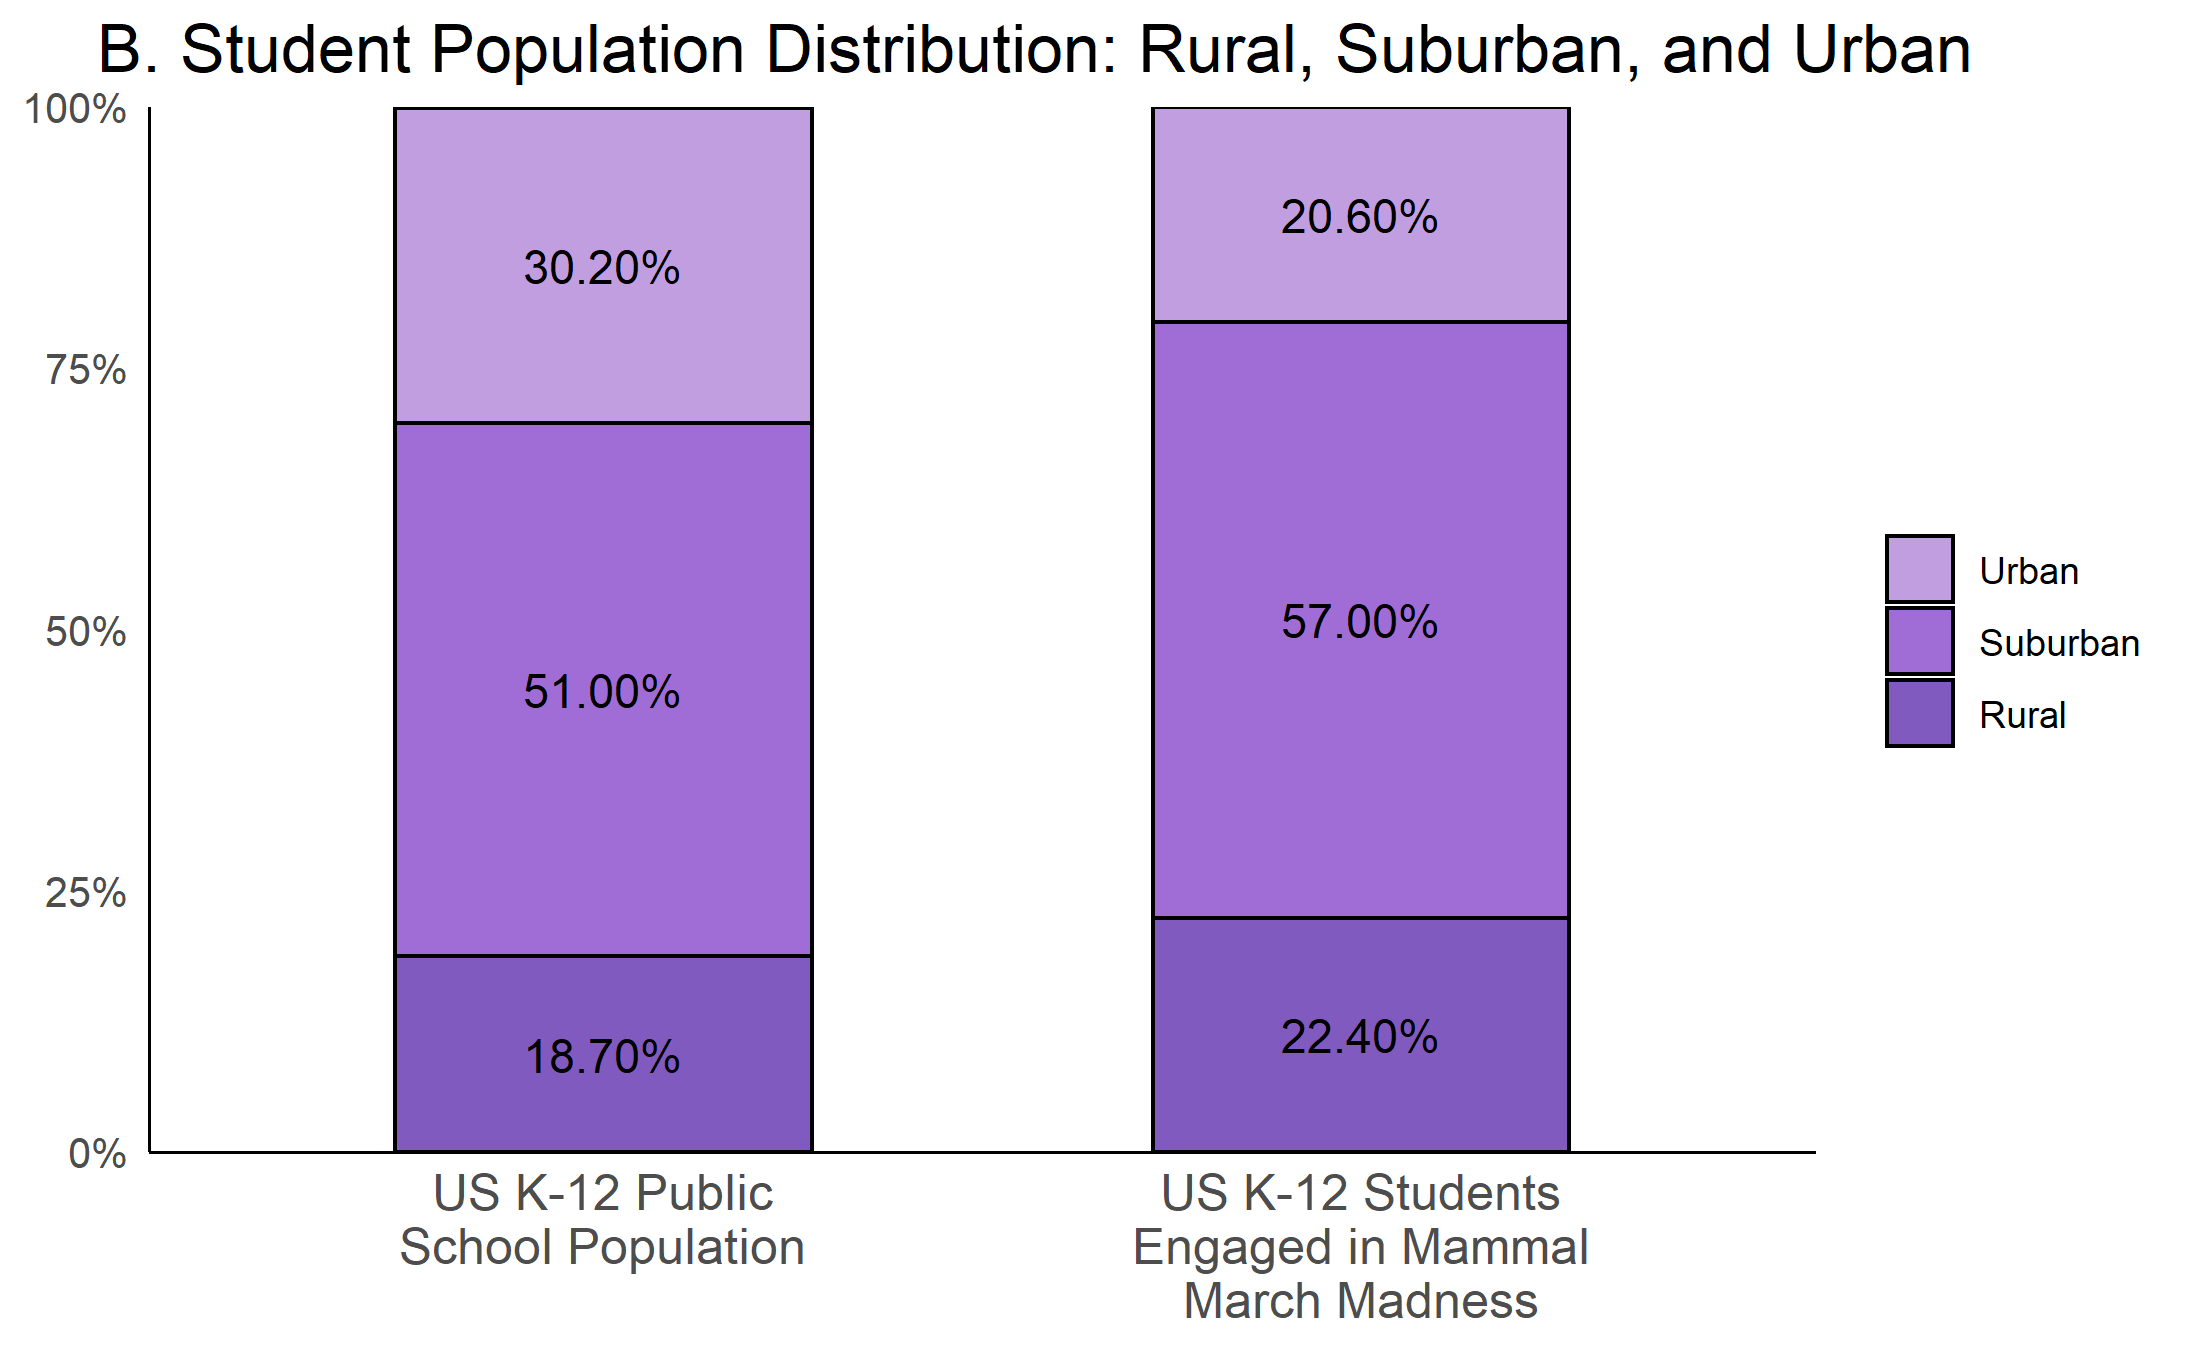 B. Student Population Distribution: Rural, Suburban, and Urban
100%
75%
50%
25%
0%
30.20%
51.00%
18.70%
20.60%
57.00%
22.40%
US K-12 Public
School Population
US K-12 Students
Engaged in Mammal
March Madness
Urban
Suburban
Rural